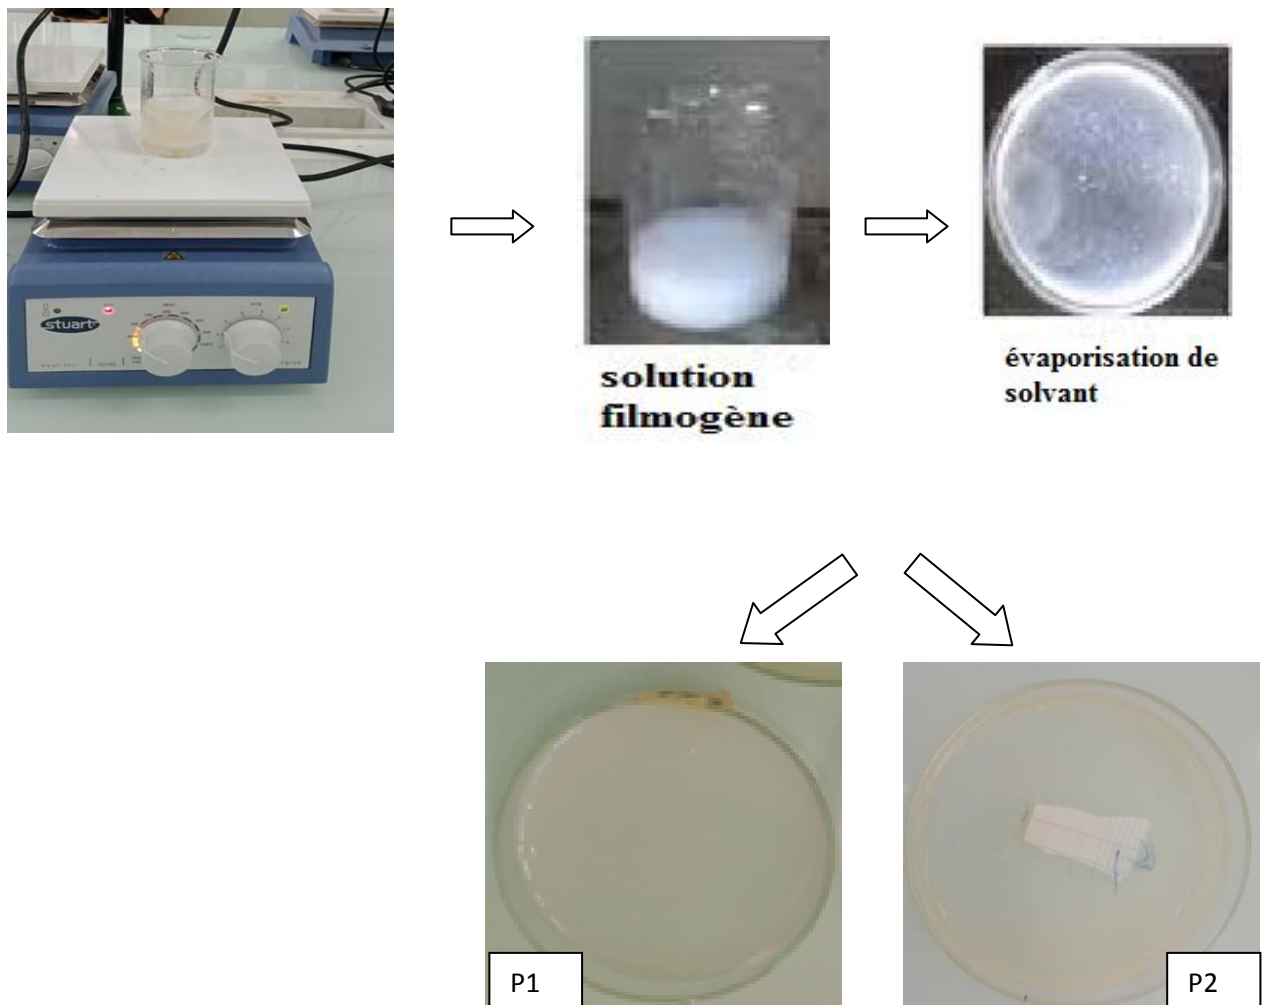 stuart
solution
filmogène
évaporisation de
solvant
P1
P2